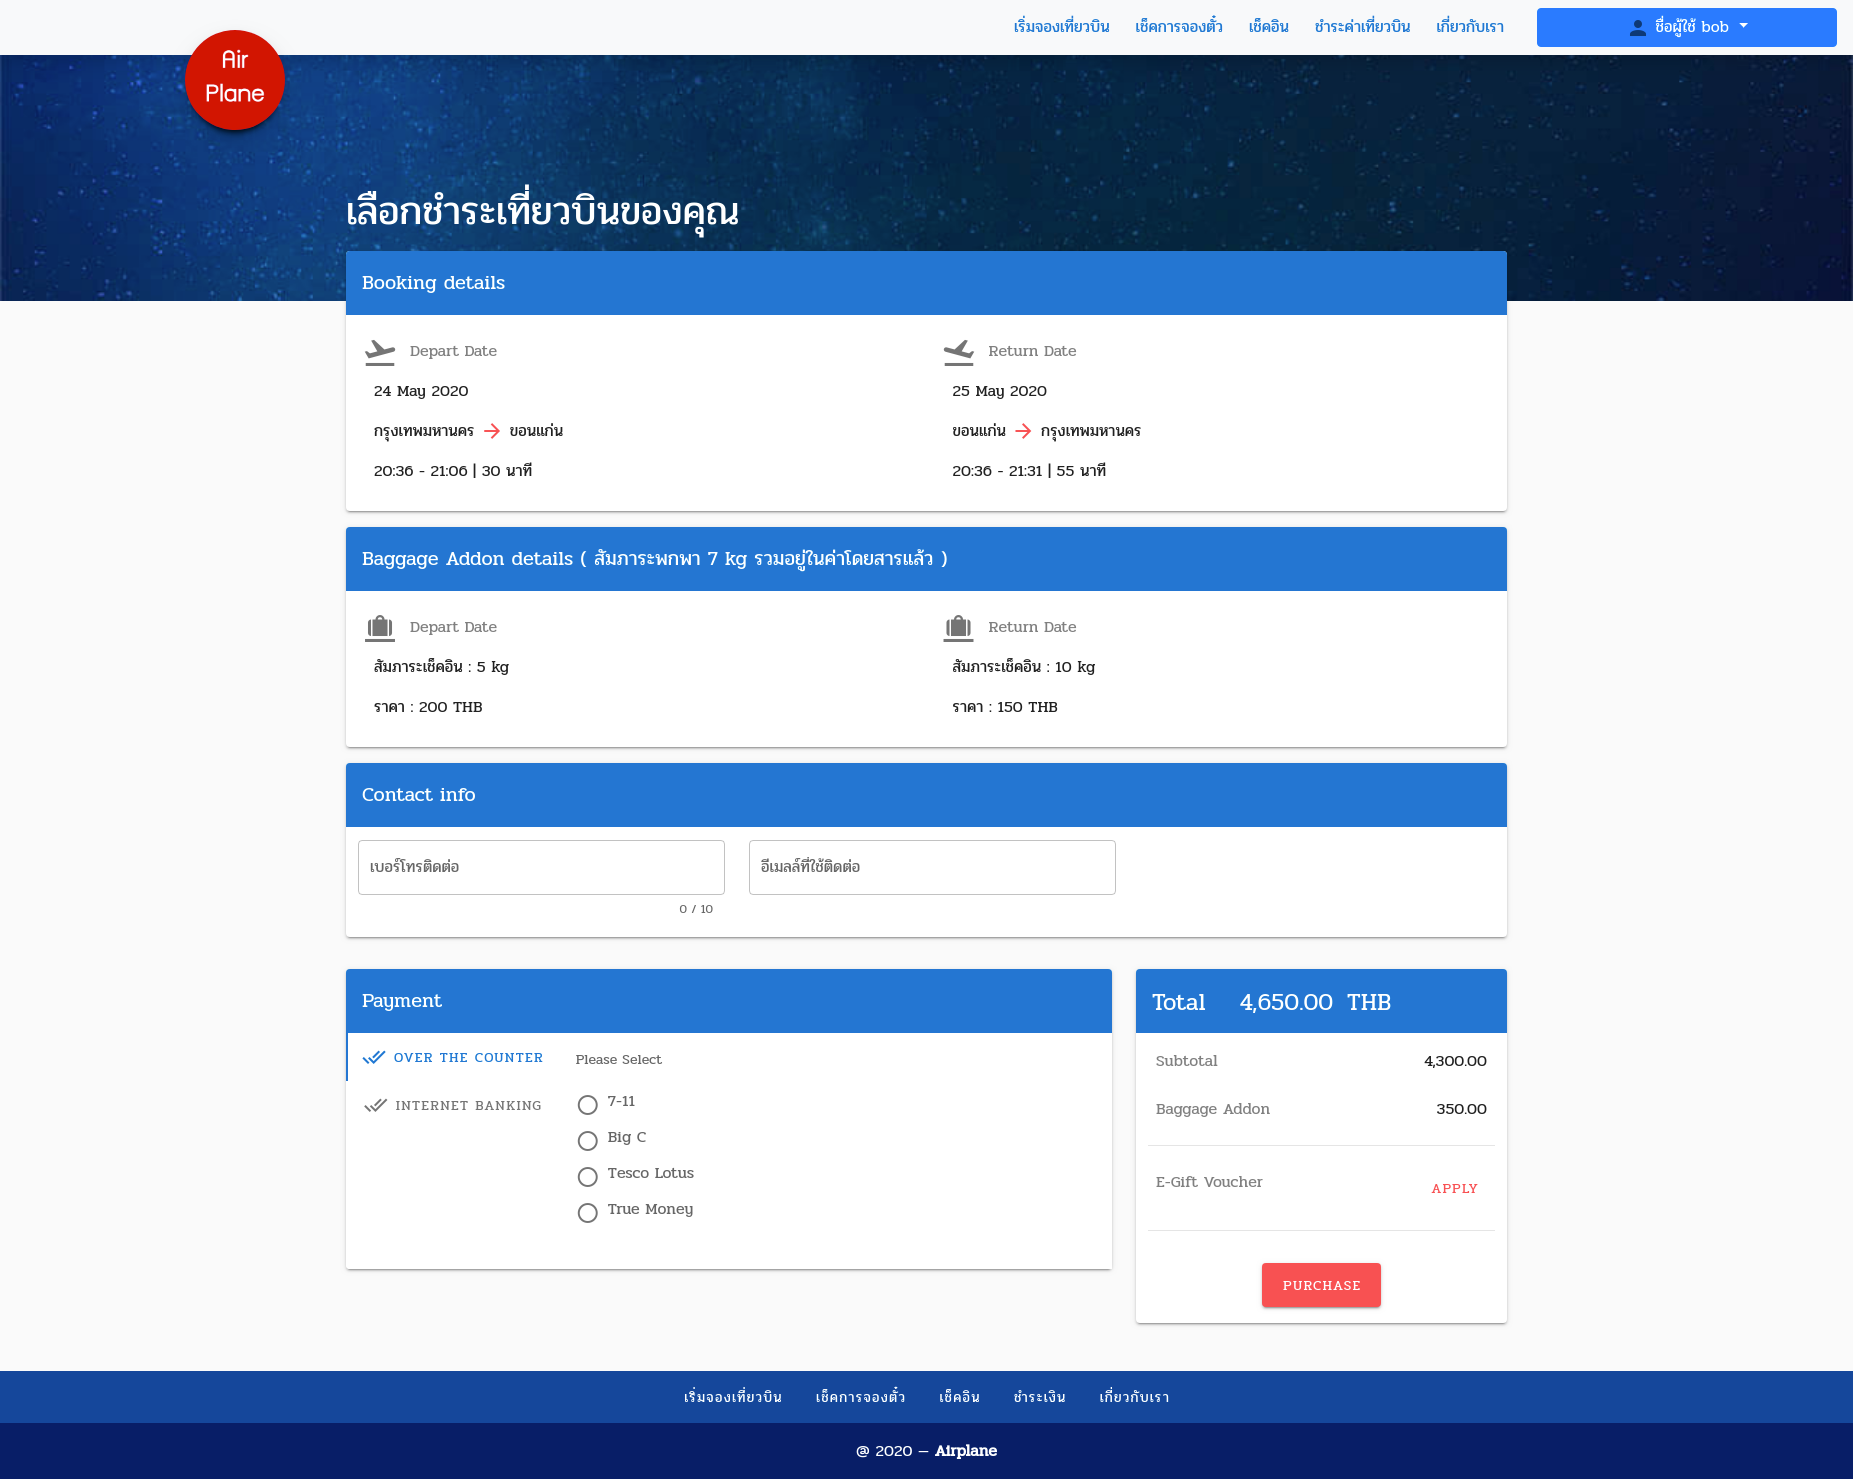 เริ่มจองเที่ยวบิน เช็คการจองตั๋ว เช็คอิน ชำระค่าเที่ยวบิน เกี่ยวกับเรา ชื่อผู้ใช้ bob
Air
Plane
เลือกชำระเที่ยวบินของคุณ
Booking details
Depart Date
24 May 2020
กรุงเทพมหานคร → ขอนแก่น
20:36 - 21:06 | 30 นาที
Return Date
25 May 2020
ขอนแก่น → กรุงเทพมหานคร
20:36 - 21:31 | 55 นาที
Baggage Addon details ( สัมภาระพกพา 7 kg รวมอยู่ในค่าโดยสารแล้ว )
Depart Date
สัมภาระเช็คอิน : 5 kg
ราคา : 200 THB
Return Date
สัมภาระเช็คอิน : 10 kg
ราคา : 150 THB
Contact info
เบอร์โทรติดต่อ
0 / 10
อีเมลล์ที่ใช้ติดต่อ
Payment
OVER THE COUNTER
INTERNET BANKING
Please Select
7-11
Big C
Tesco Lotus
True Money
Total 4,650.00 THB
Subtotal 4,300.00
Baggage Addon 350.00
E-Gift Voucher APPLY
PURCHASE
เริ่มจองเที่ยวบิน เช็คการจองตั๋ว เช็คอิน ชำระเงิน เกี่ยวกับเรา
@ 2020 — Airplane